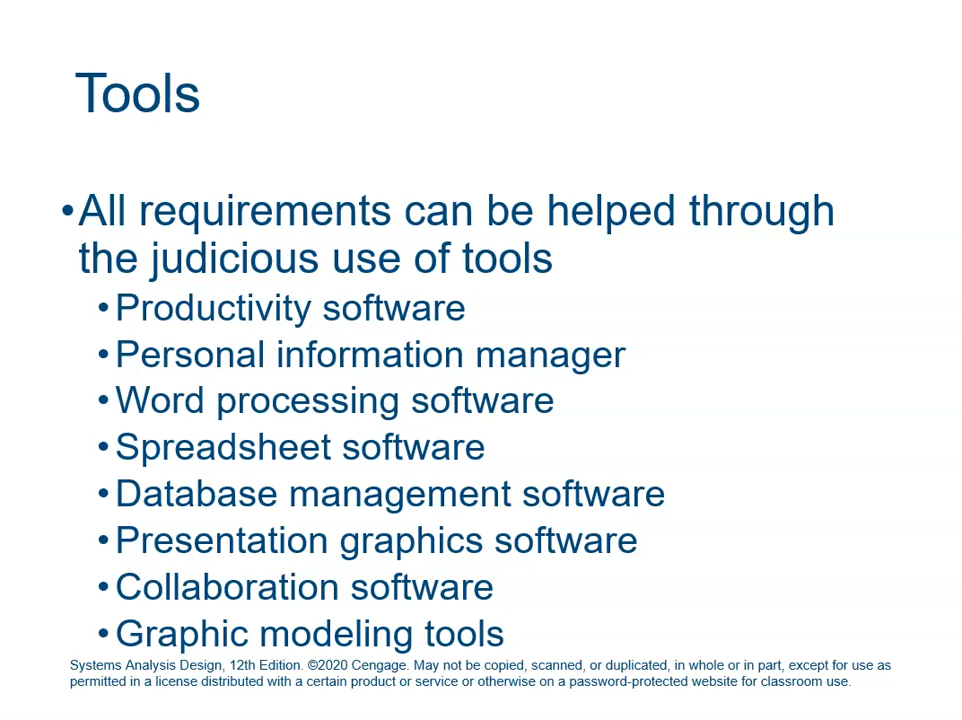 Tools
•All requirements can be helped through
the judicious use of tools
•Productivity software
•Personal information manager
•Word processing software
•Spreadsheet software
•Database management software
•Presentation graphics software
•Collaboration software
•Graphic modeling tools
Systems Analysis Design, 12th Edition. ©2020 Cengage. May not be copied, scanned, or duplicated, in whole or in part, except for use as
permitted in a license distributed with a certain product or service or otherwise on a password-protected website for classroom use.